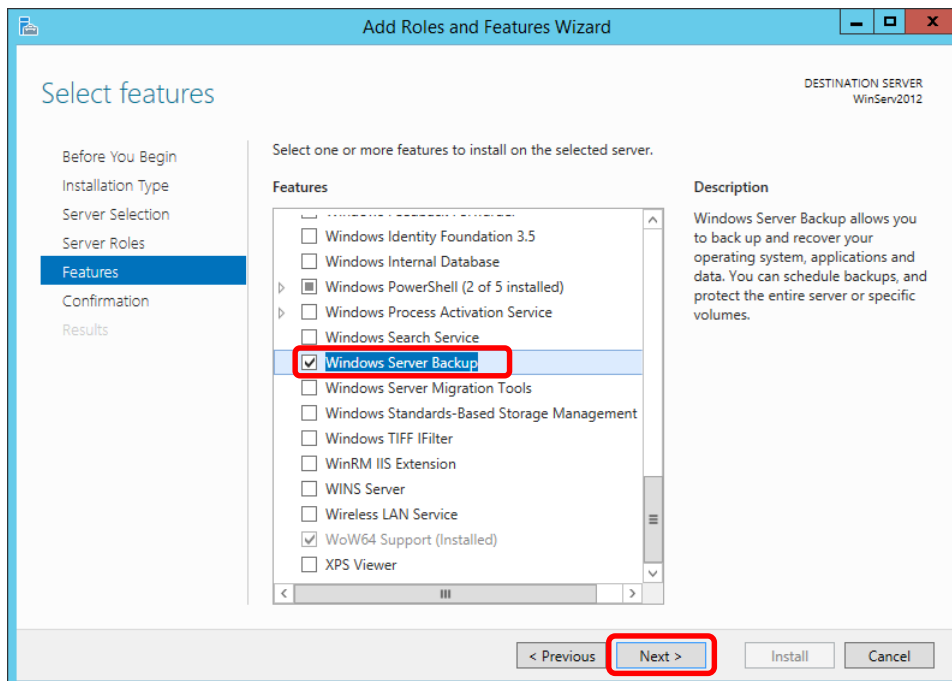 Add Roles and Features Wizard
Select features
DESTINATION SERVER
WinServ2012
Before You Begin
Installation Type
Server Selection
Server Roles
Features
Confirmation
Results
Select one or more features to install on the selected server.
Features
Windows Identity Foundation 3.5
Windows Internal Database
Windows PowerShell (2 of 5 installed)
Windows Process Activation Service
Windows Search Service
Windows Server Backup
Windows Server Migration Tools
Windows Standards-Based Storage Management
Windows TIFF IFilter
WinRM IIS Extension
WINS Server
Wireless LAN Service
WoW64 Support (Installed)
XPS Viewer
Description
Windows Server Backup allows you
to back up and recover your
operating system, applications and
data. You can schedule backups, and
protect the entire server or specific
volumes.
< Previous
Next >
Install
Cancel